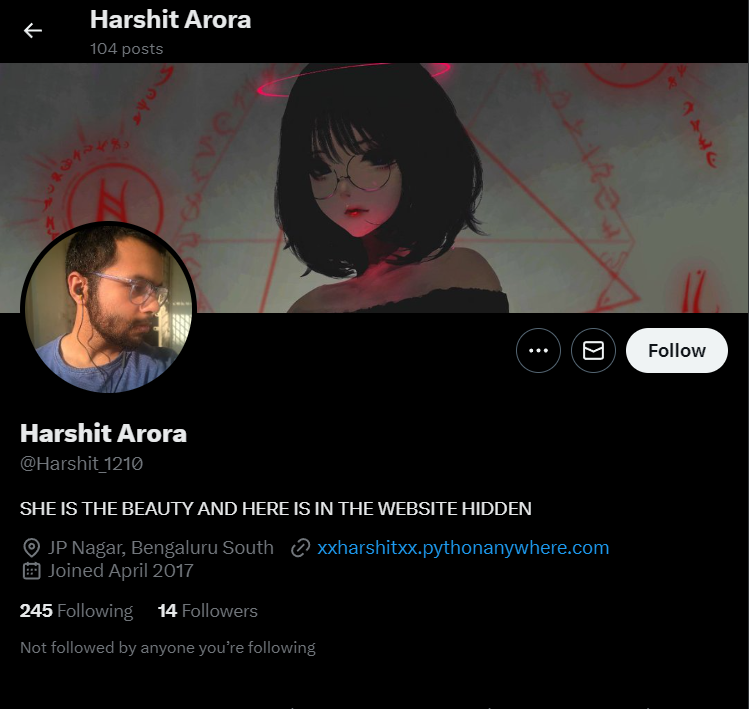 Harshit Arora
104 posts
Follow
Harshit Arora
@Harshit_1210
SHE IS THE BEAUTY AND HERE IS IN THE WEBSITE HIDDEN
JP Nagar, Bengaluru South xxharshitxx.pythonanywhere.com
Joined April 2017
245 Following 14 Followers
Not followed by anyone you’re following